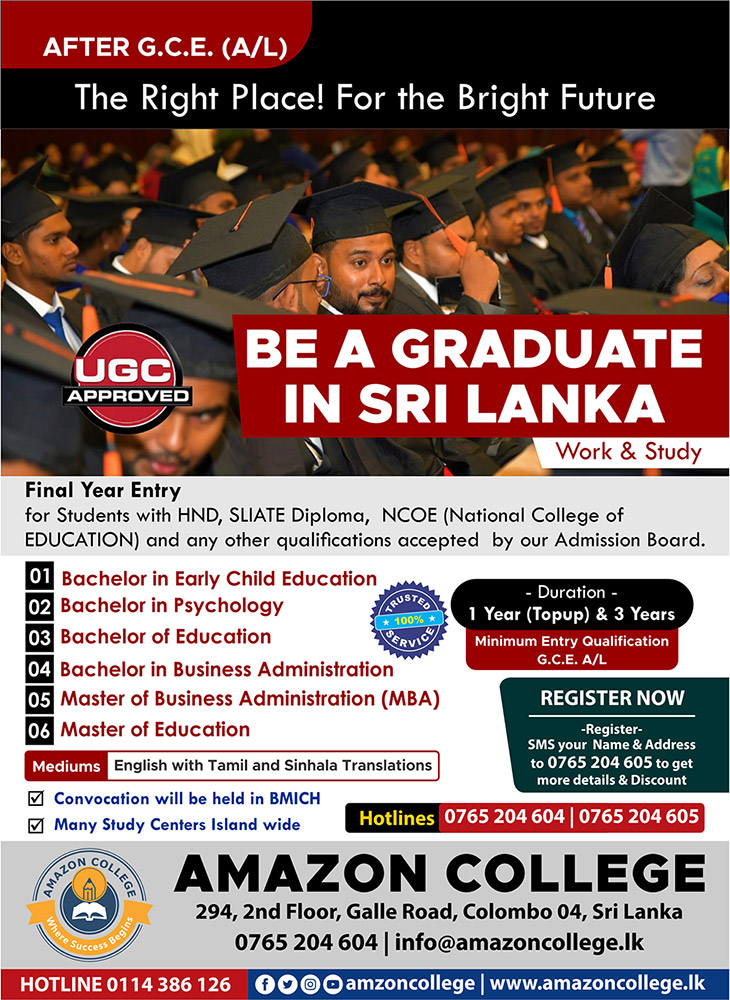 AFTER G.C.E. (A/L)
The Right Place! For the Bright Future
UGC
APPROVED
BE A GRADUATE
IN SRI LANKA
Work & Study
Final Year Entry
for Students with HND, SLIATE Diploma, NCOE (National College of
EDUCATION) and any other qualifications accepted by our Admission Board.
01 Bachelor in Early Child Education
02 Bachelor in Psychology
03 Bachelor of Education
04 Bachelor in Business Administration
05 Master of Business Administration (MBA)
06 Master of Education
TRUSTED
100%
SERVICE
- Duration -
1 Year (Topup) & 3 Years
Minimum Entry Qualification
G.C.E. A/L
REGISTER NOW
-Register-
SMS your Name & Address
to 0765 204 605 to get
more details & Discount
Mediums English with Tamil and Sinhala Translations
Convocation will be held in BMICH
Many Study Centers Island wide
Hotlines 0765 204 604 | 0765 204 605
AMAZON COLLEGE
Where Success Begins
AMAZON COLLEGE
294, 2nd Floor, Galle Road, Colombo 04, Sri Lanka
0765 204 604 | info@amazoncollege.lk
HOTLINE 0114 386 126
amzoncollege | www.amazoncollege.lk